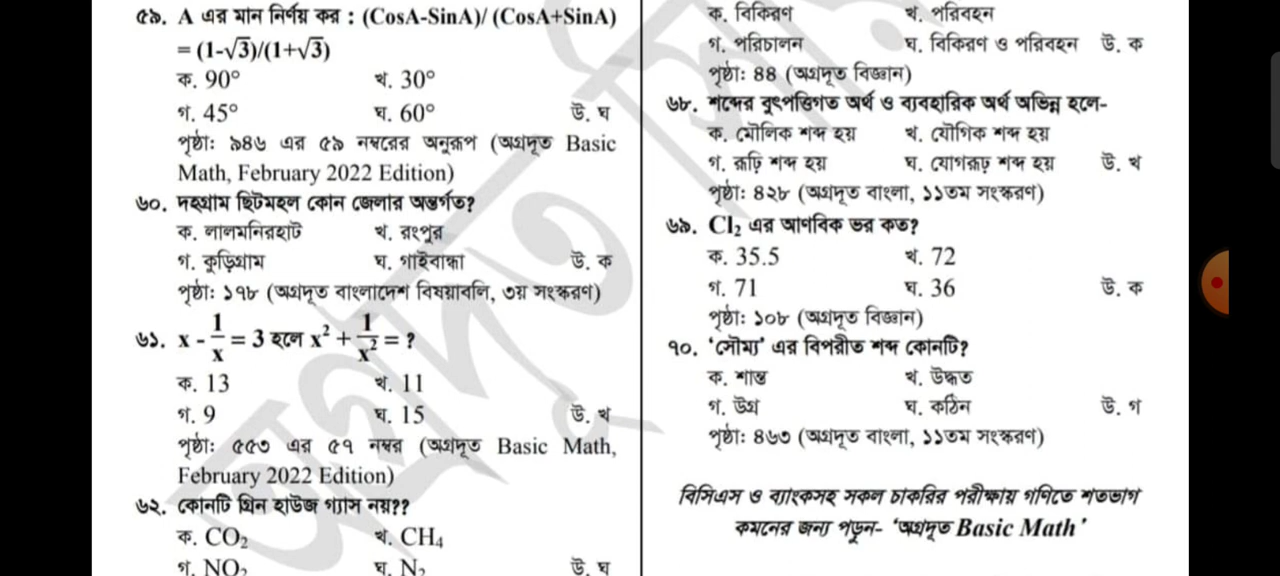 ৫৯. A এর মান নির্ণয় কর : (CosA-SinA)/ (CosA+SinA)
= (1-√3)/(1+√3)
ক. 90° খ. 30°
গ. 45° ঘ. 60° উ. ঘ
পৃষ্ঠা: ৯৪৬ এর ৫৯ নম্বরের অনুরূপ (অগ্রদূত Basic
Math, February 2022 Edition)
৬০. দহগ্রাম ছিটমহল কোন জেলার অন্তর্গত?
ক. লালমনিরহাট খ. রংপুর
গ. কুড়িগ্রাম ঘ. গাইবান্ধা উ. ক
পৃষ্ঠা: ১৭৮ (অগ্রদূত বাংলাদেশ বিষয়াবলি, ৩য় সংস্করণ)
৬১. x - 1/x = 3 হলে x² + 1/x² = ?
ক. 13 খ. 11
গ. 9 ঘ. 15 উ. খ
পৃষ্ঠা: ৫৫৩ এর ৫৭ নম্বর (অগ্রদূত Basic Math,
February 2022 Edition)
৬২. কোনটি গ্রিন হাউজ গ্যাস নয়??
ক. CO₂ খ. CH₄
গ. NO₂ ঘ. N₂ উ. ঘ
ক. বিকিরণ খ. পরিবহন
গ. পরিচালন ঘ. বিকিরণ ও পরিবহন উ. ক
পৃষ্ঠা: ৪৪ (অগ্রদূত বিজ্ঞান)
৬৮. শব্দের বুৎপত্তিগত অর্থ ও ব্যবহারিক অর্থ অভিন্ন হলে-
ক. মৌলিক শব্দ হয় খ. যৌগিক শব্দ হয়
গ. রূঢ়ি শব্দ হয় ঘ. যোগরূঢ় শব্দ হয় উ. খ
পৃষ্ঠা: ৪২৮ (অগ্রদূত বাংলা, ১১তম সংস্করণ)
৬৯. Cl₂ এর আণবিক ভর কত?
ক. 35.5 খ. 72
গ. 71 ঘ. 36 উ. ক
পৃষ্ঠা: ১০৮ (অগ্রদূত বিজ্ঞান)
৭০. ‘সৌম্য’ এর বিপরীত শব্দ কোনটি?
ক. শান্ত খ. উদ্ধত
গ. উগ্র ঘ. কঠিন উ. গ
পৃষ্ঠা: ৪৬৩ (অগ্রদূত বাংলা, ১১তম সংস্করণ)
বিসিএস ও ব্যাংকসহ সকল চাকরির পরীক্ষায় গণিতে শতভাগ
কমনের জন্য পড়ুন- ‘অগ্রদূত Basic Math’